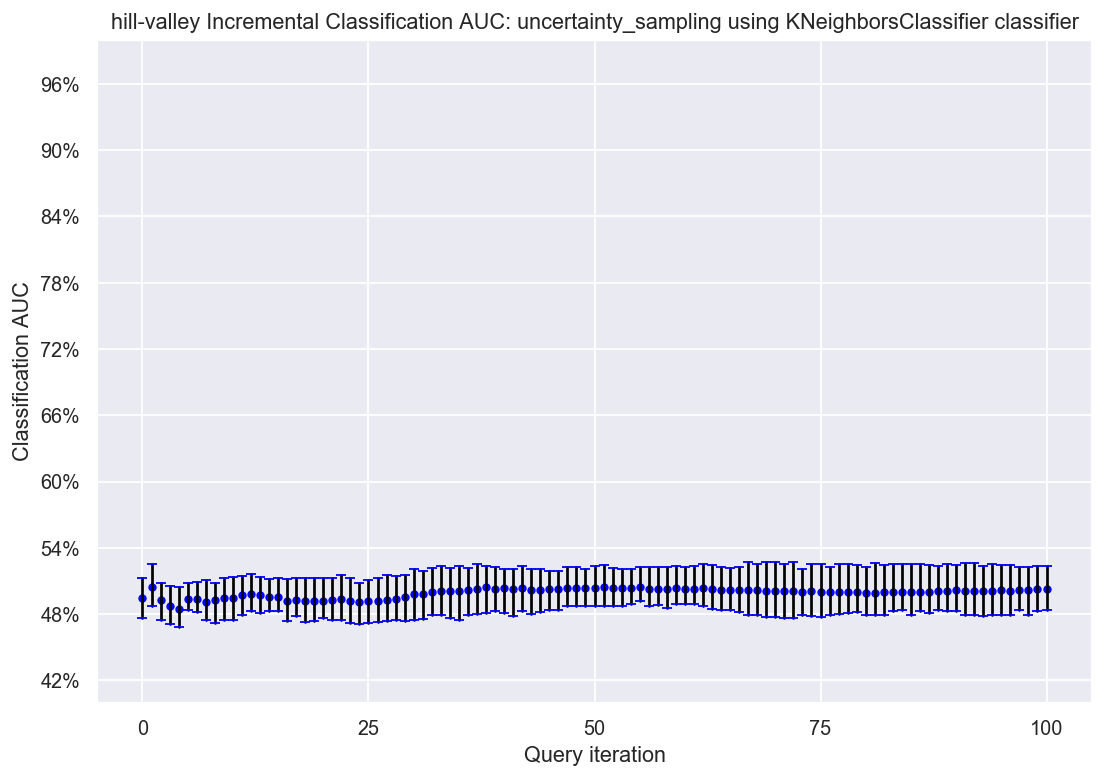 hill-valley Incremental Classification AUC: uncertainty_sampling using KNeighborsClassifier classifier
96%
90%
84%
78%
72%
66%
60%
54%
48%
42%
Classification AUC
0 25 50 75 100
Query iteration